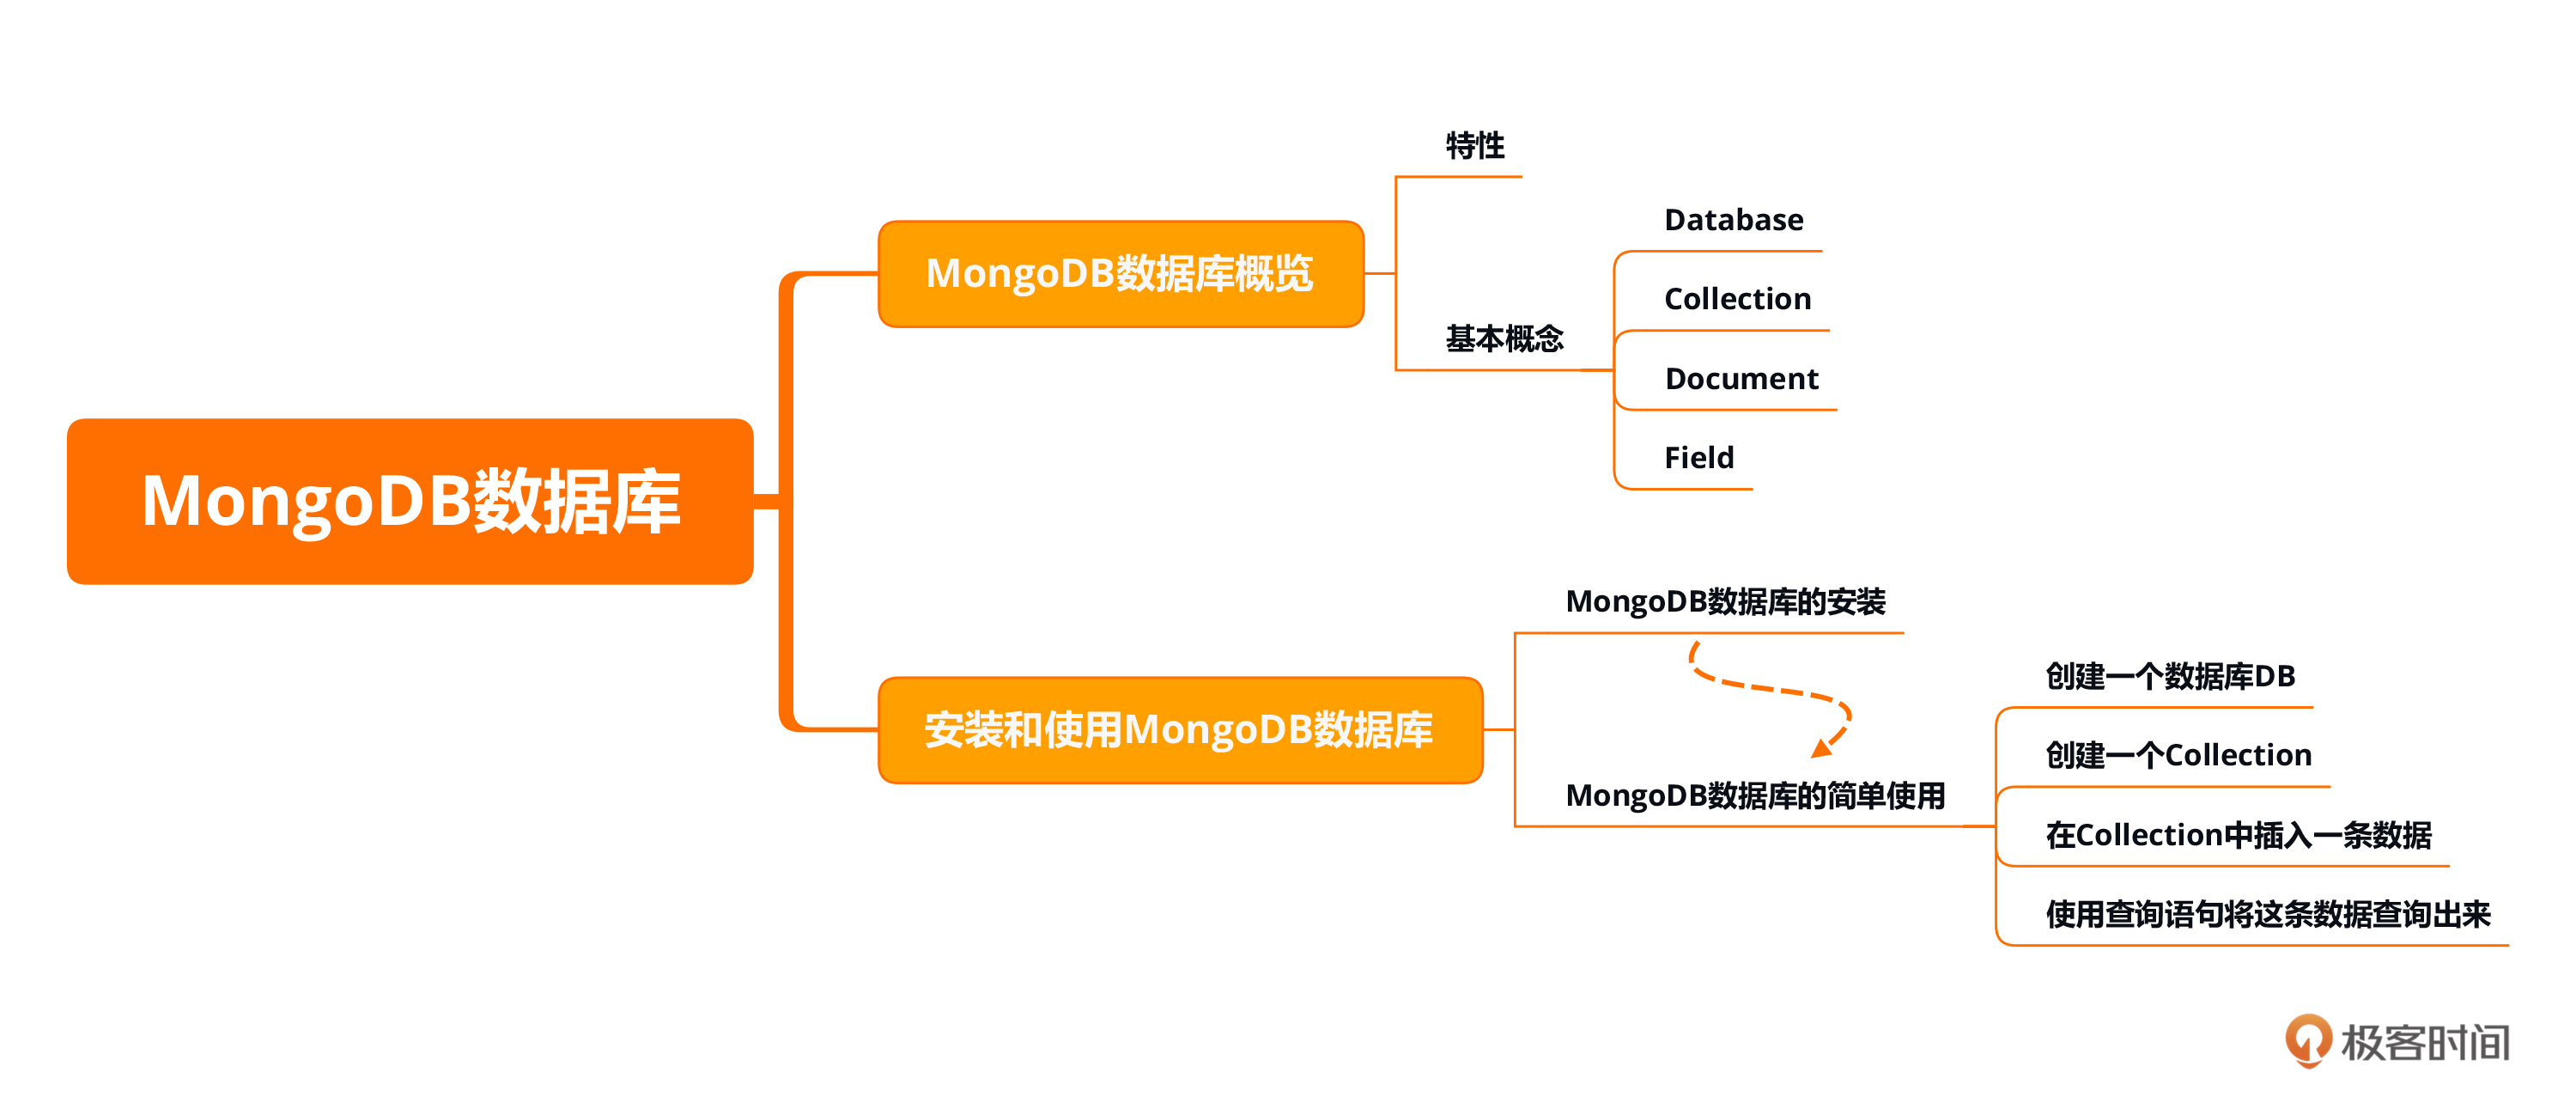 MongoDB数据库
MongoDB数据库概览
特性
基本概念
Database
Collection
Document
Field
安装和使用MongoDB数据库
MongoDB数据库的安装
MongoDB数据库的简单使用
创建一个数据库DB
创建一个Collection
在Collection中插入一条数据
使用查询语句将这条数据查询出来
极客时间